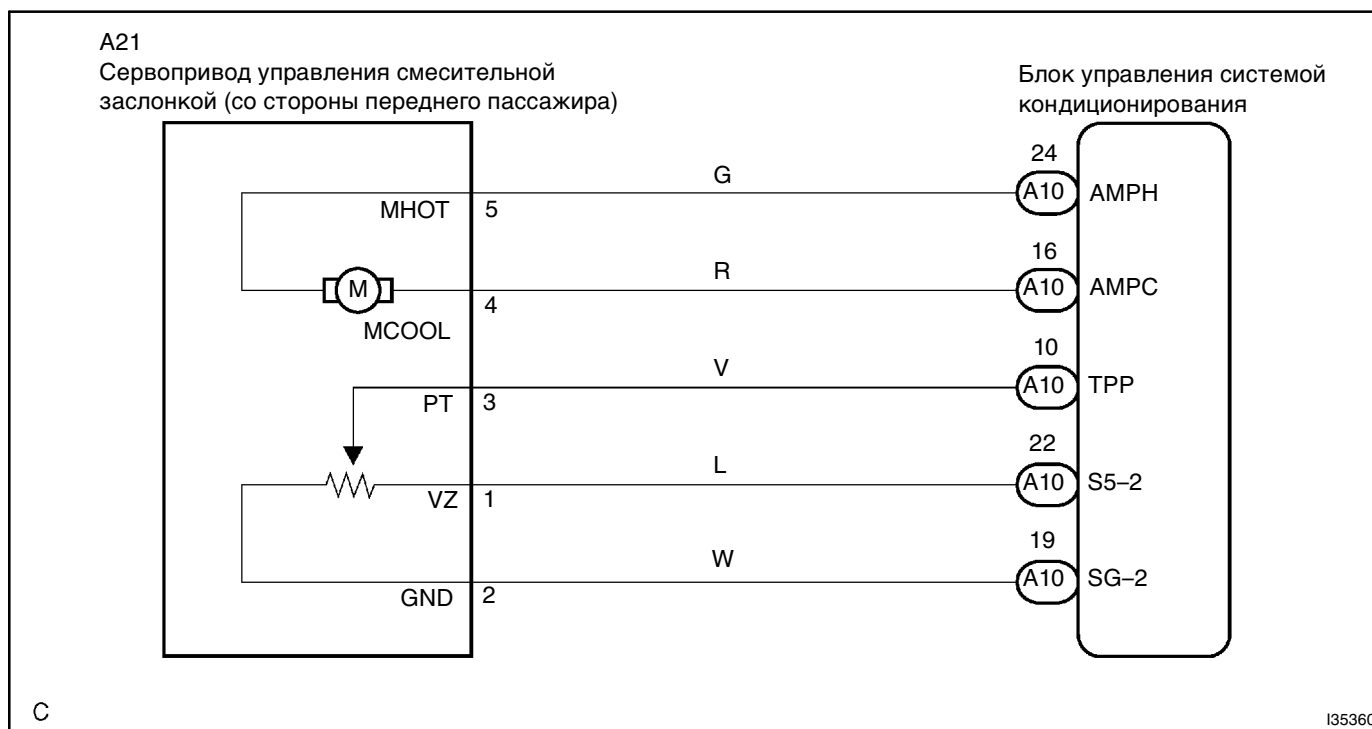 A21
Сервопривод управления смесительной
заслонкой (со стороны переднего пассажира)
Блок управления системой
кондиционирования
24
G
MHOT 5
A10 AMPH
16
R
M
4
A10 AMPC
MCOOL
10
V
PT 3
A10 TPP
22
L
VZ 1
A10 S5–2
19
W
GND 2
A10 SG–2
C
I35360